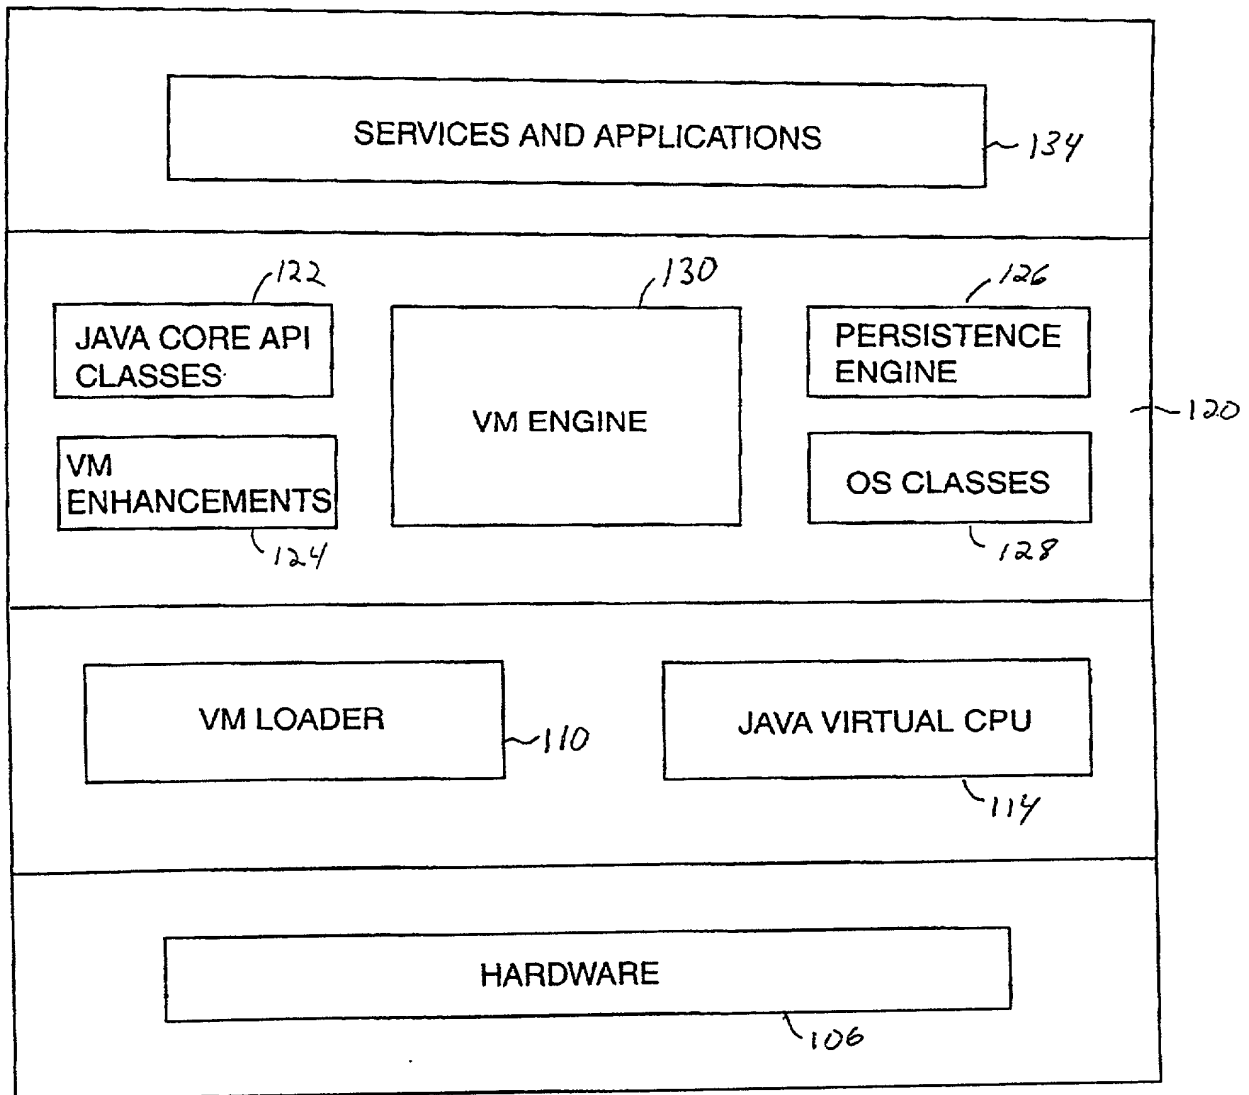 SERVICES AND APPLICATIONS
134
122
130
126
JAVA CORE API
CLASSES
VM ENGINE
PERSISTENCE
ENGINE
120
VM
ENHANCEMENTS
OS CLASSES
124
128
VM LOADER
110
JAVA VIRTUAL CPU
114
HARDWARE
106